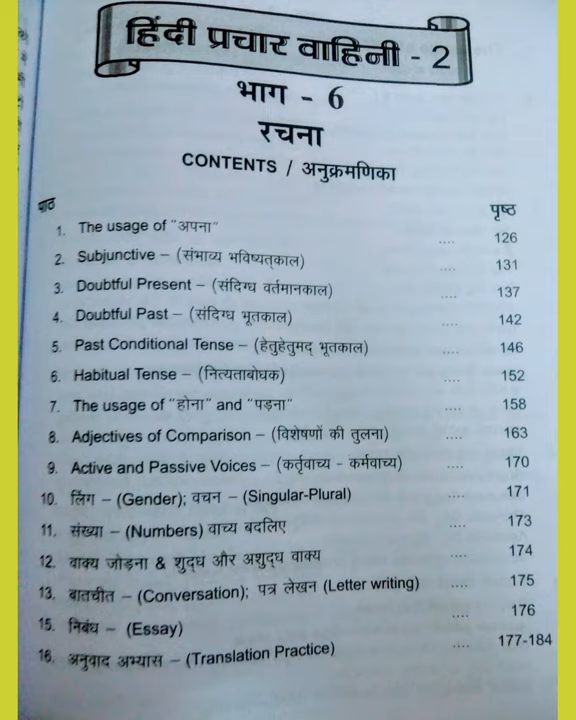 हिंदी प्रचार वाहिनी - 2
भाग - 6
रचना
CONTENTS / अनुक्रमणिका
पाठ पृष्ठ
1. The usage of "अपना" .... 126
2. Subjunctive – (संभाव्य भविष्यत्काल) .... 131
3. Doubtful Present – (संदिग्ध वर्तमानकाल) .... 137
4. Doubtful Past – (संदिग्ध भूतकाल) .... 142
5. Past Conditional Tense – (हेतुहेतुमद् भूतकाल) .... 146
6. Habitual Tense – (नित्यताबोधक) .... 152
7. The usage of "होना" and "पड़ना" .... 158
8. Adjectives of Comparison – (विशेषणों की तुलना) .... 163
9. Active and Passive Voices – (कर्तृवाच्य - कर्मवाच्य) .... 170
10. लिंग – (Gender); वचन – (Singular-Plural) .... 171
11. संख्या – (Numbers) वाच्य बदलिए .... 173
12. वाक्य जोड़ना & शुद्ध और अशुद्ध वाक्य .... 174
13. बातचीत – (Conversation); पत्र लेखन (Letter writing) .... 175
15. निबंध – (Essay) .... 176
16. अनुवाद अभ्यास – (Translation Practice) .... 177-184